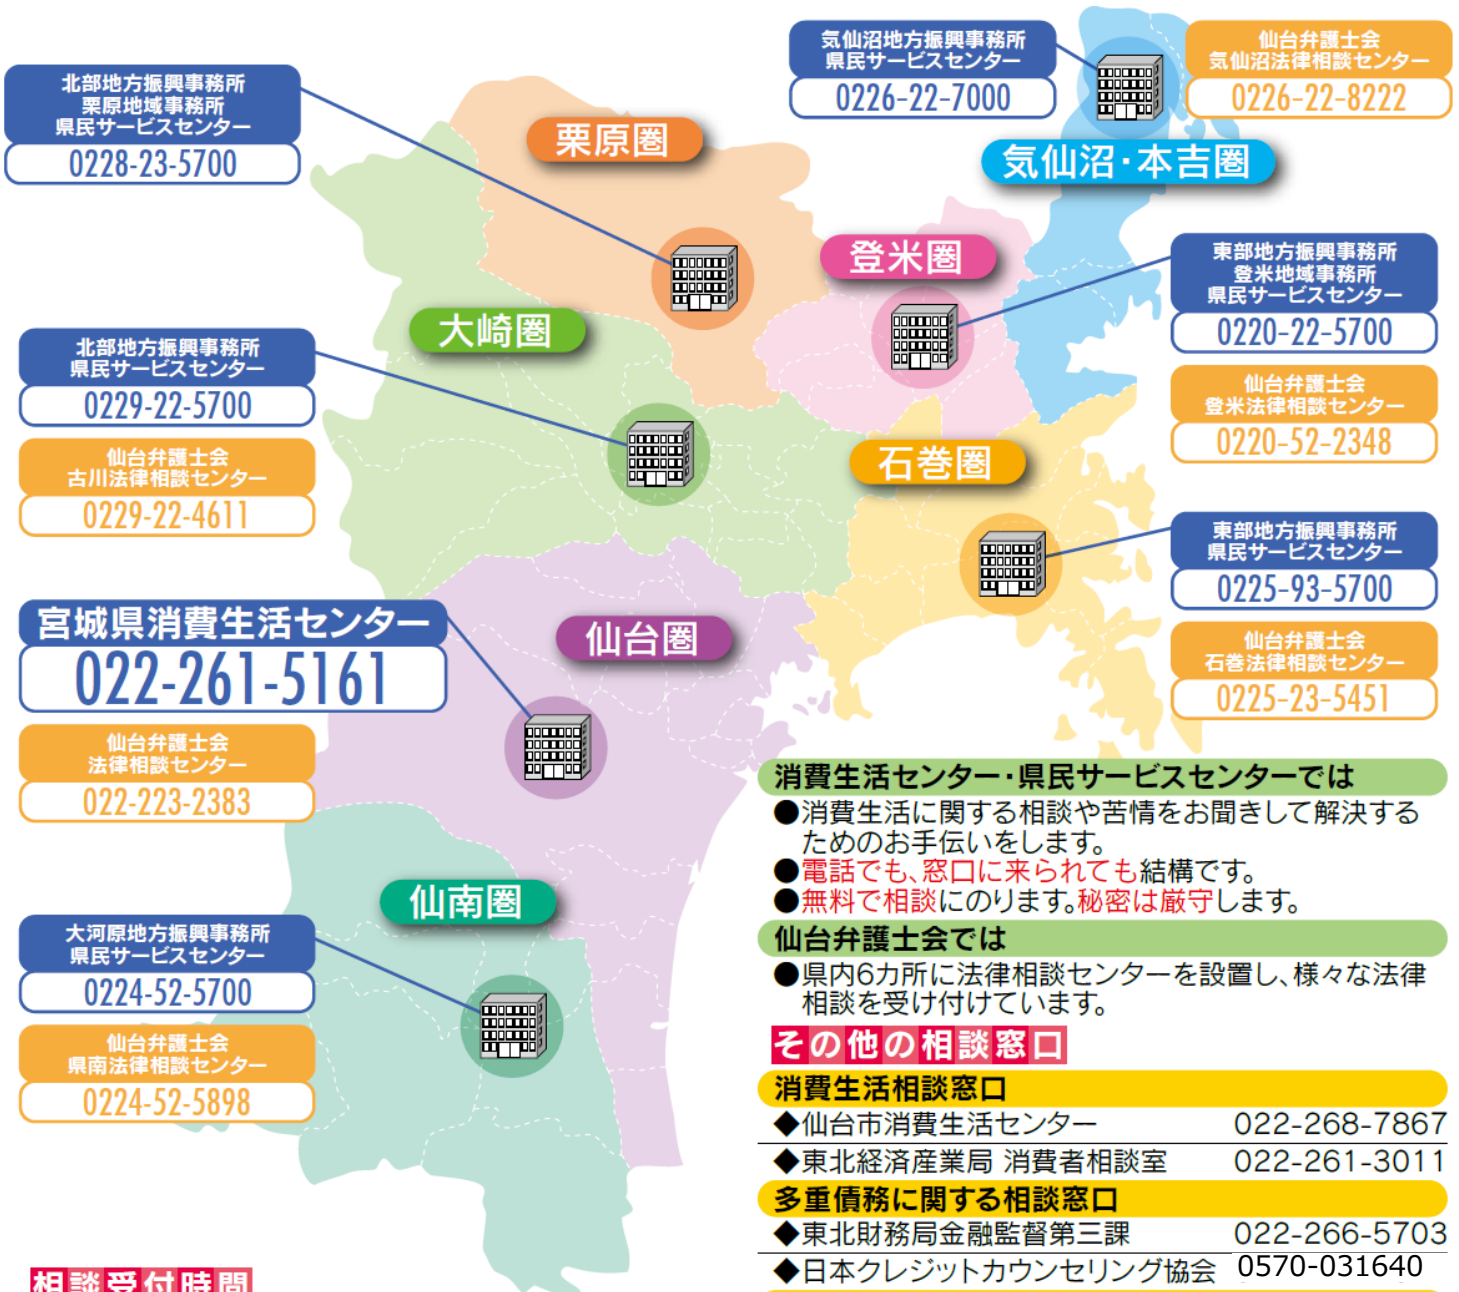 気仙沼地方振興事務所
県民サービスセンター
0226-22-7000
仙台弁護士会
気仙沼法律相談センター
0226-22-8222
北部地方振興事務所
栗原地域事務所
県民サービスセンター
0228-23-5700
栗原圏
気仙沼・本吉圏
登米圏
東部地方振興事務所
登米地域事務所
県民サービスセンター
0220-22-5700
大崎圏
北部地方振興事務所
県民サービスセンター
0229-22-5700
仙台弁護士会
登米法律相談センター
0220-52-2348
仙台弁護士会
古川法律相談センター
0229-22-4611
石巻圏
東部地方振興事務所
県民サービスセンター
0225-93-5700
宮城県消費生活センター
022-261-5161
仙台圏
仙台弁護士会
石巻法律相談センター
0225-23-5451
仙台弁護士会
法律相談センター
022-223-2383
仙南圏
大河原地方振興事務所
県民サービスセンター
0224-52-5700
仙台弁護士会
県南法律相談センター
0224-52-5898
消費生活センター・県民サービスセンターでは
●消費生活に関する相談や苦情をお聞きして解決する
ためのお手伝いをします。
●電話でも、窓口に来られても結構です。
●無料で相談にのります。秘密は厳守します。
仙台弁護士会では
●県内6カ所に法律相談センターを設置し、様々な法律
相談を受け付けています。
その他の相談窓口
消費生活相談窓口
◆仙台市消費生活センター 022-268-7867
◆東北経済産業局 消費者相談室 022-261-3011
多重債務に関する相談窓口
◆東北財務局金融監督第三課 022-266-5703
◆日本クレジットカウンセリング協会 0570-031640
相談受付時間